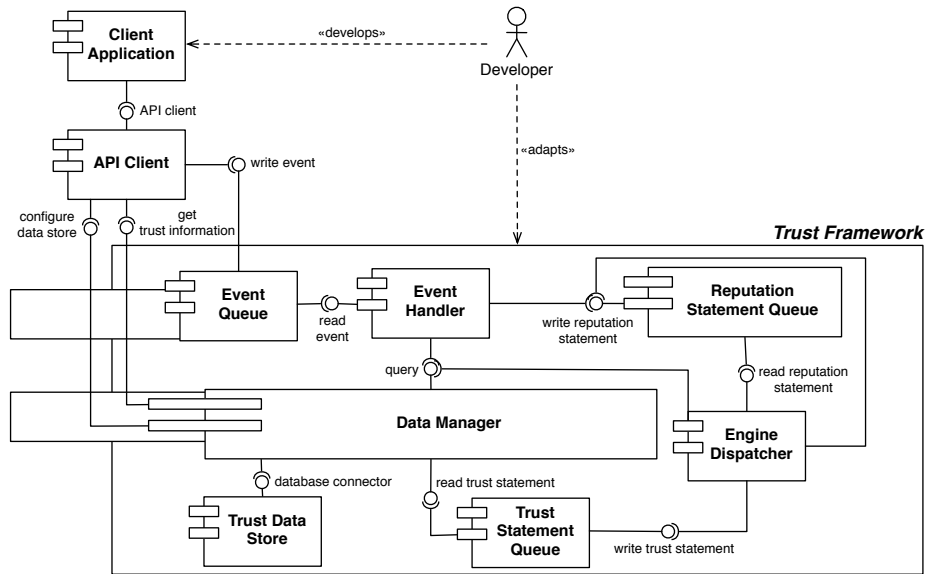 Client
Application
«develops»
Developer
API client
API Client
write event
«adapts»
configure
data store
get
trust information
Trust Framework
Event
Queue
read
event
Event
Handler
write reputation
statement
Reputation
Statement Queue
query
read reputation
statement
Data Manager
Engine
Dispatcher
database connector
read trust statement
Trust Data
Store
Trust
Statement
Queue
write trust statement